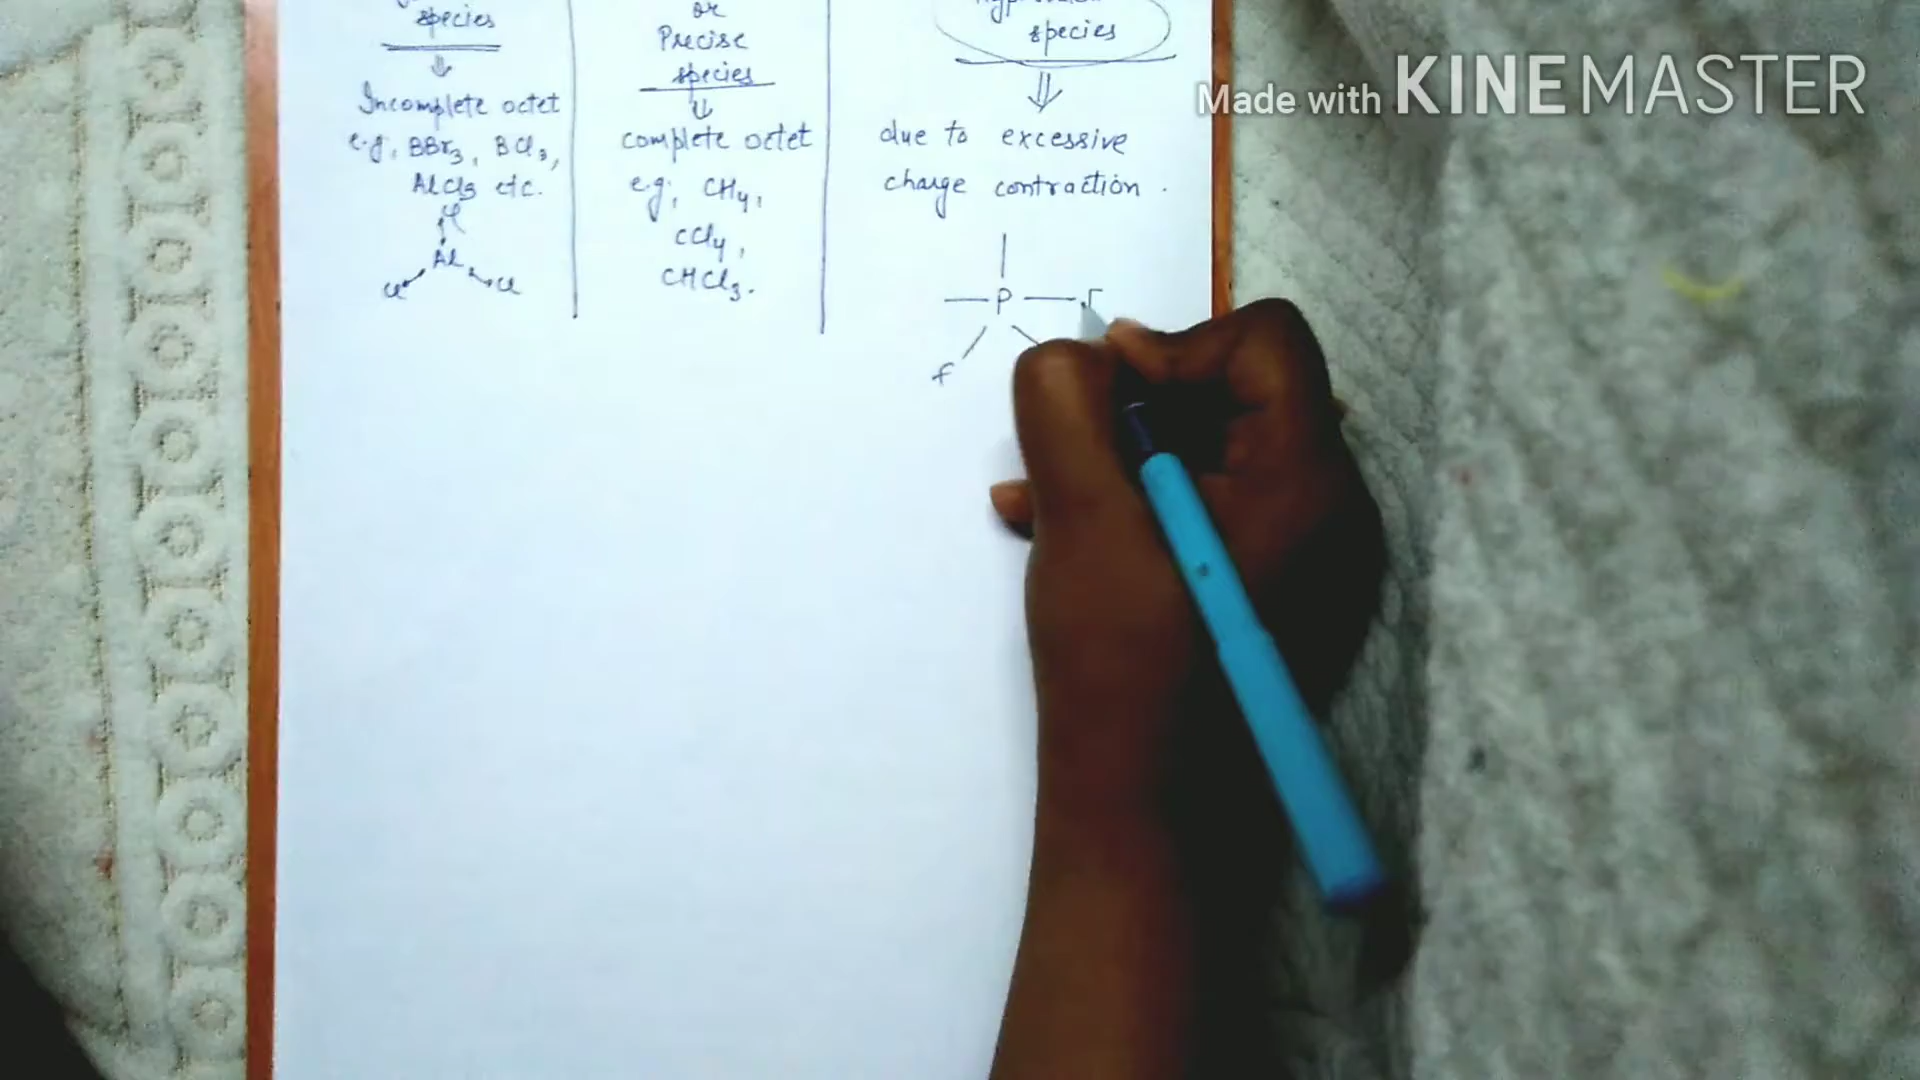 species
Incomplete octet
e.g, BBr3, BCl3,
AlCl3 etc.
Cl
Al
Cl Cl
or
Precise
species
complete octet
e.g, CH4,
CCl4,
CHCl3.
species
due to excessive
charge contraction.
P
F
Made with KINEMASTER